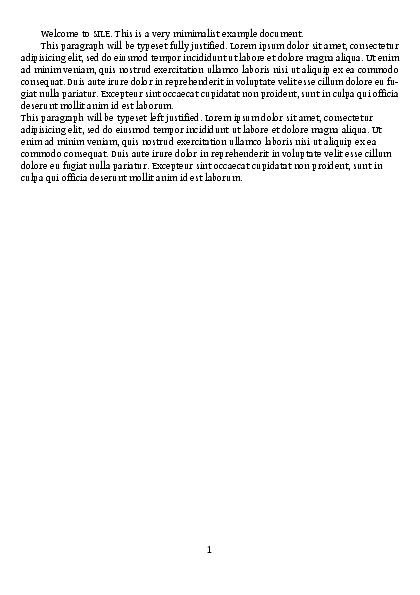 Welcome to SILE. This is a very mimimalist example document.
This paragraph will be typeset fully justified. Lorem ipsum dolor sit amet, consectetur
adipisicing elit, sed do eiusmod tempor incididunt ut labore et dolore magna aliqua. Ut enim
ad minim veniam, quis nostrud exercitation ullamco laboris nisi ut aliquip ex ea commodo
consequat. Duis aute irure dolor in reprehenderit in voluptate velit esse cillum dolore eu fu-
giat nulla pariatur. Excepteur sint occaecat cupidatat non proident, sunt in culpa qui officia
deserunt mollit anim id est laborum.
This paragraph will be typeset left justified. Lorem ipsum dolor sit amet, consectetur
adipisicing elit, sed do eiusmod tempor incididunt ut labore et dolore magna aliqua. Ut
enim ad minim veniam, quis nostrud exercitation ullamco laboris nisi ut aliquip ex ea
commodo consequat. Duis aute irure dolor in reprehenderit in voluptate velit esse cillum
dolore eu fugiat nulla pariatur. Excepteur sint occaecat cupidatat non proident, sunt in
culpa qui officia deserunt mollit anim id est laborum.
1